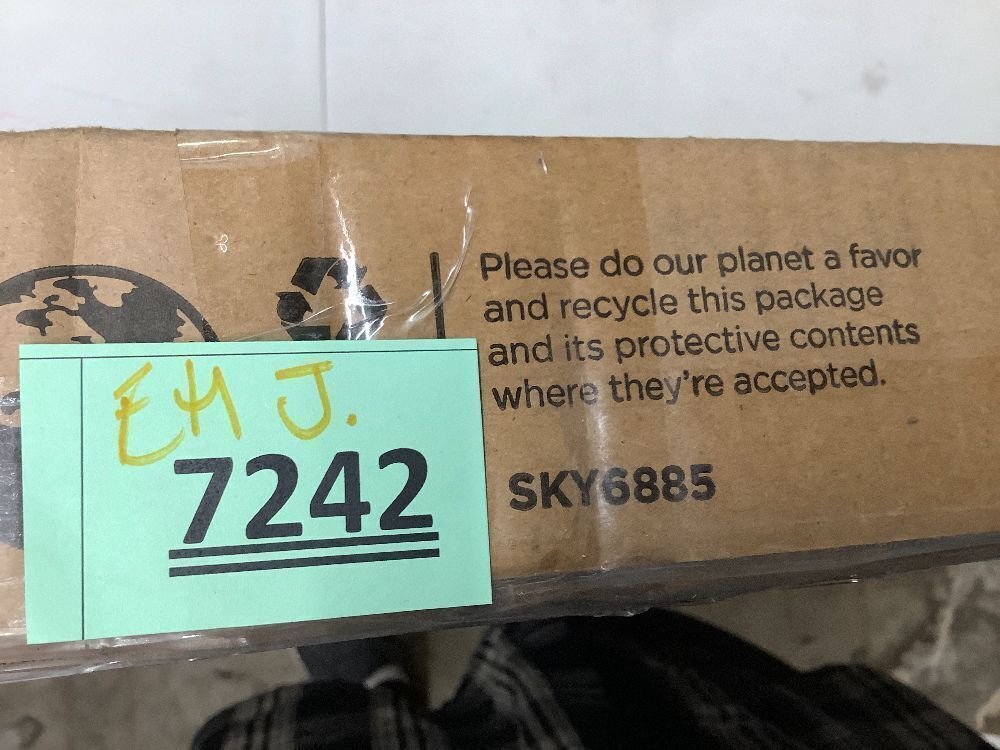 Please do our planet a favor
and recycle this package
and its protective contents
where they're accepted.
SKY6885
EH J.
7242